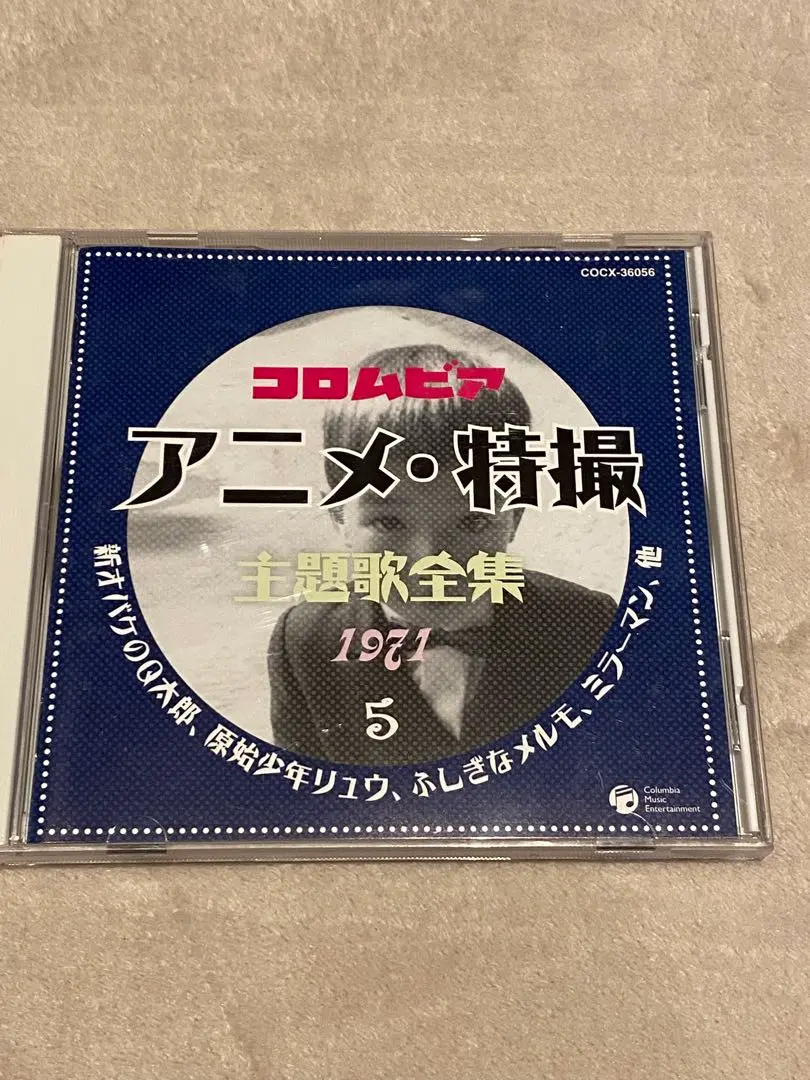 COCX-36056
コロムビア
アニメ・特撮
主題歌全集
1971
5
新オバケのQ太郎、原始少年リュウ、ふしぎなメルモ、ミラーマン、他
Columbia
Music
Entertainment